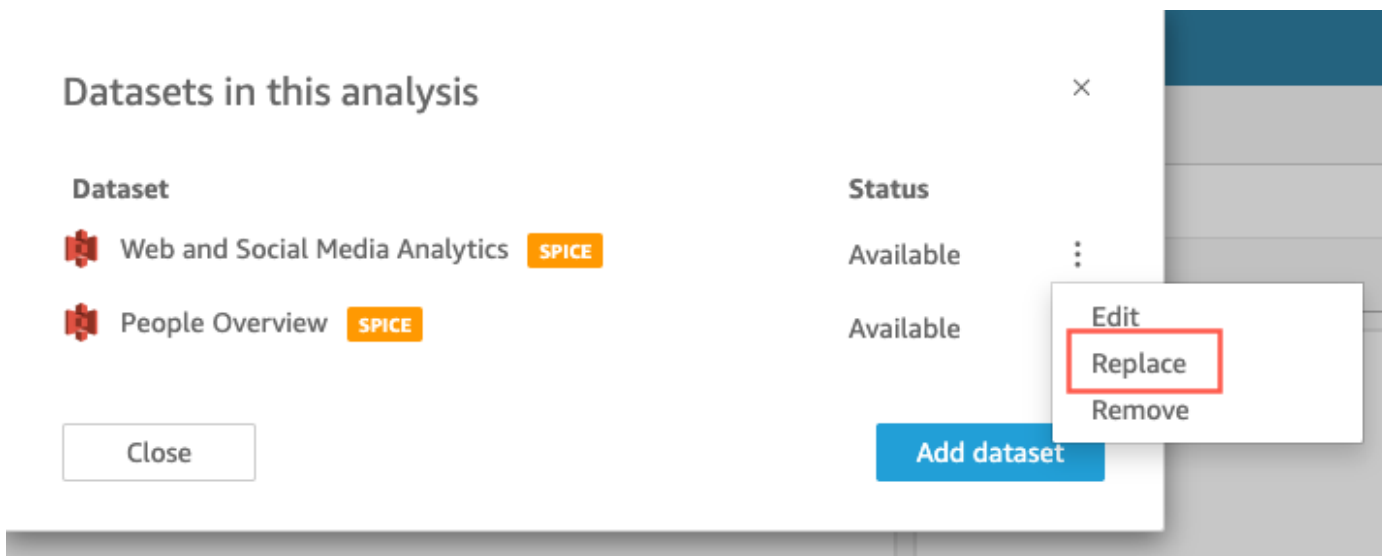 Datasets in this analysis
Dataset Status
Web and Social Media Analytics SPICE Available
People Overview SPICE Available
Edit
Replace
Remove
Close
Add dataset